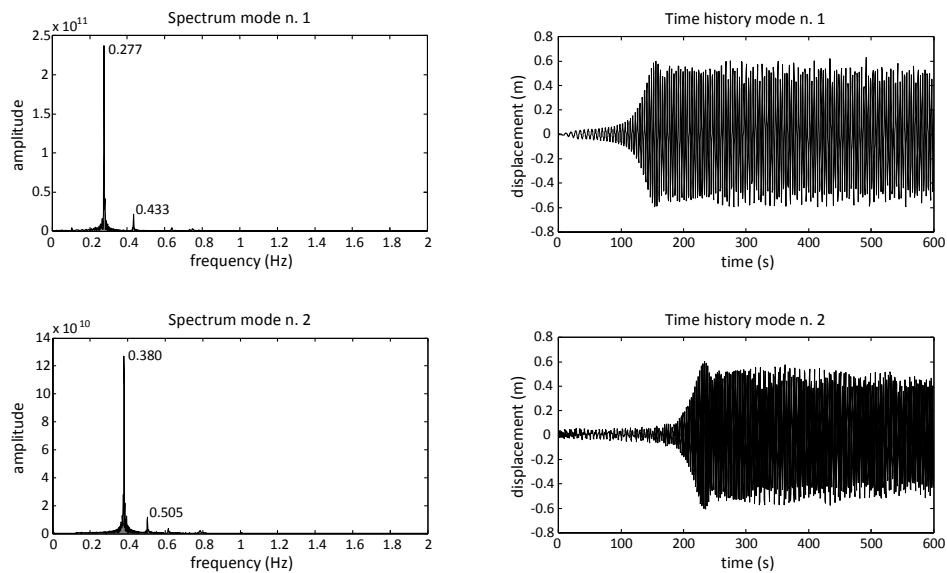 Spectrum mode n. 1
x 10¹¹
2.5
2
1.5
1
0.5
0
amplitude
0.277
0.433
0 0.2 0.4 0.6 0.8 1 1.2 1.4 1.6 1.8 2
frequency (Hz)
Time history mode n. 1
0.8
0.6
0.4
0.2
0
-0.2
-0.4
-0.6
-0.8
displacement (m)
0 100 200 300 400 500 600
time (s)
Spectrum mode n. 2
x 10¹⁰
14
12
10
8
6
4
2
0
amplitude
0.380
0.505
0 0.2 0.4 0.6 0.8 1 1.2 1.4 1.6 1.8 2
frequency (Hz)
Time history mode n. 2
0.8
0.6
0.4
0.2
0
-0.2
-0.4
-0.6
-0.8
displacement (m)
0 100 200 300 400 500 600
time (s)